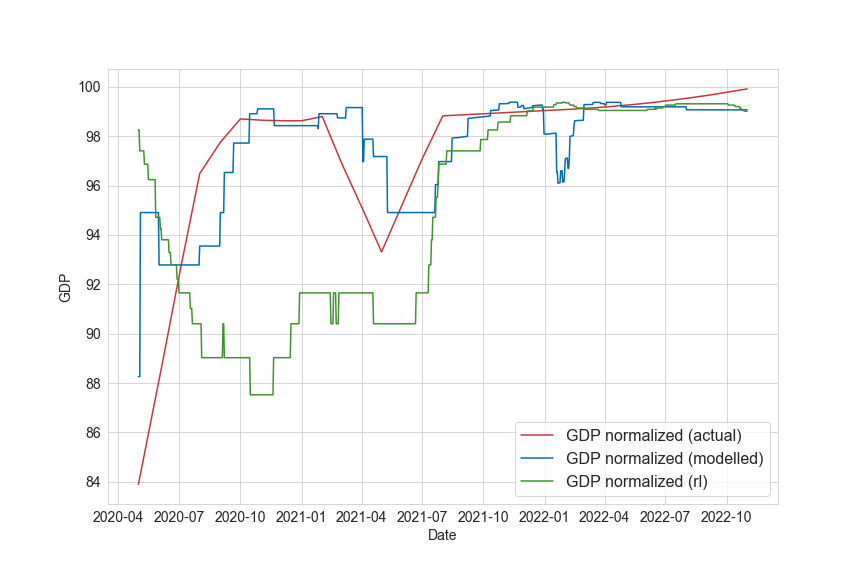 100
98
96
94
92
90
88
86
84
GDP
GDP normalized (actual)
GDP normalized (modelled)
GDP normalized (rl)
2020-04 2020-07 2020-10 2021-01 2021-04 2021-07 2021-10 2022-01 2022-04 2022-07 2022-10
Date